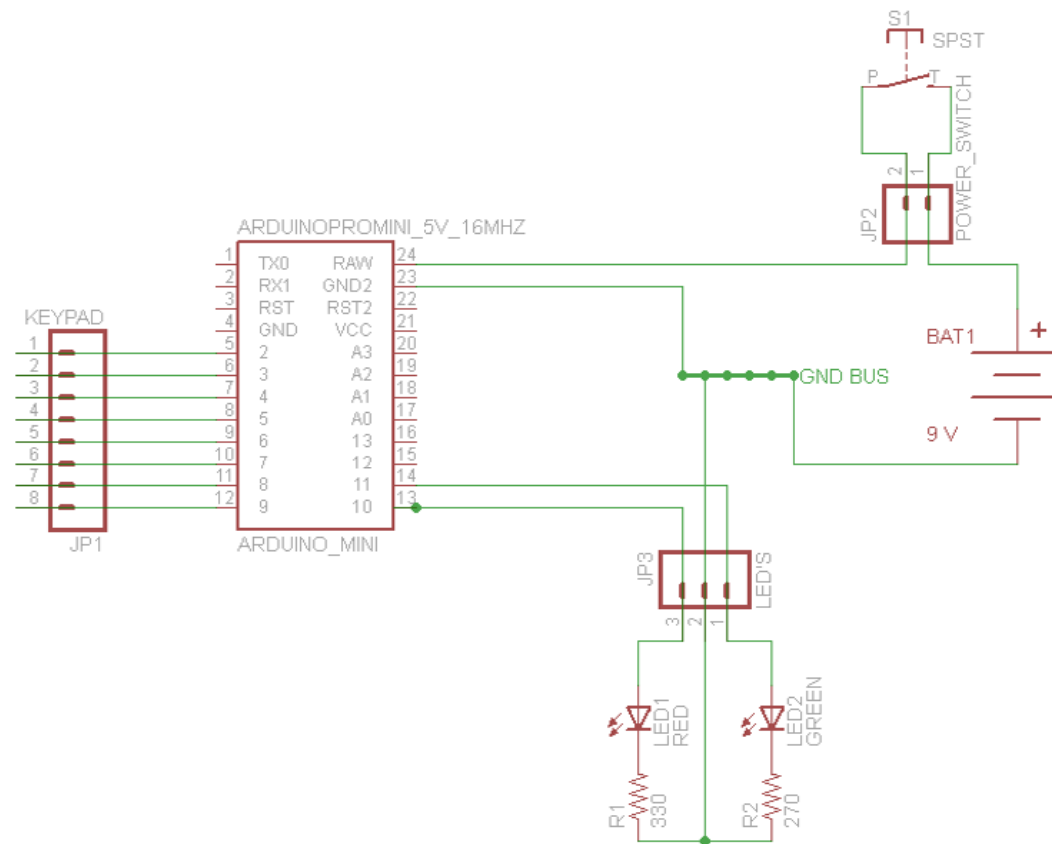 S1
SPST
P T
POWER_SWITCH
2 1
JP2
ARDUINOPROMINI_5V_16MHZ
1 TX0 RAW 24
2 RX1 GND2 23
3 RST RST2 22
4 GND VCC 21
5 2 A3 20
6 3 A2 19
7 4 A1 18
8 5 A0 17
9 6 13 16
10 7 12 15
11 8 11 14
12 9 10 13
ARDUINO_MINI
KEYPAD
1
2
3
4
5
6
7
8
JP1
GND BUS
BAT1
+
9 V
JP3
LED'S
3 2 1
LED1
RED
LED2
GREEN
R1
330
R2
270